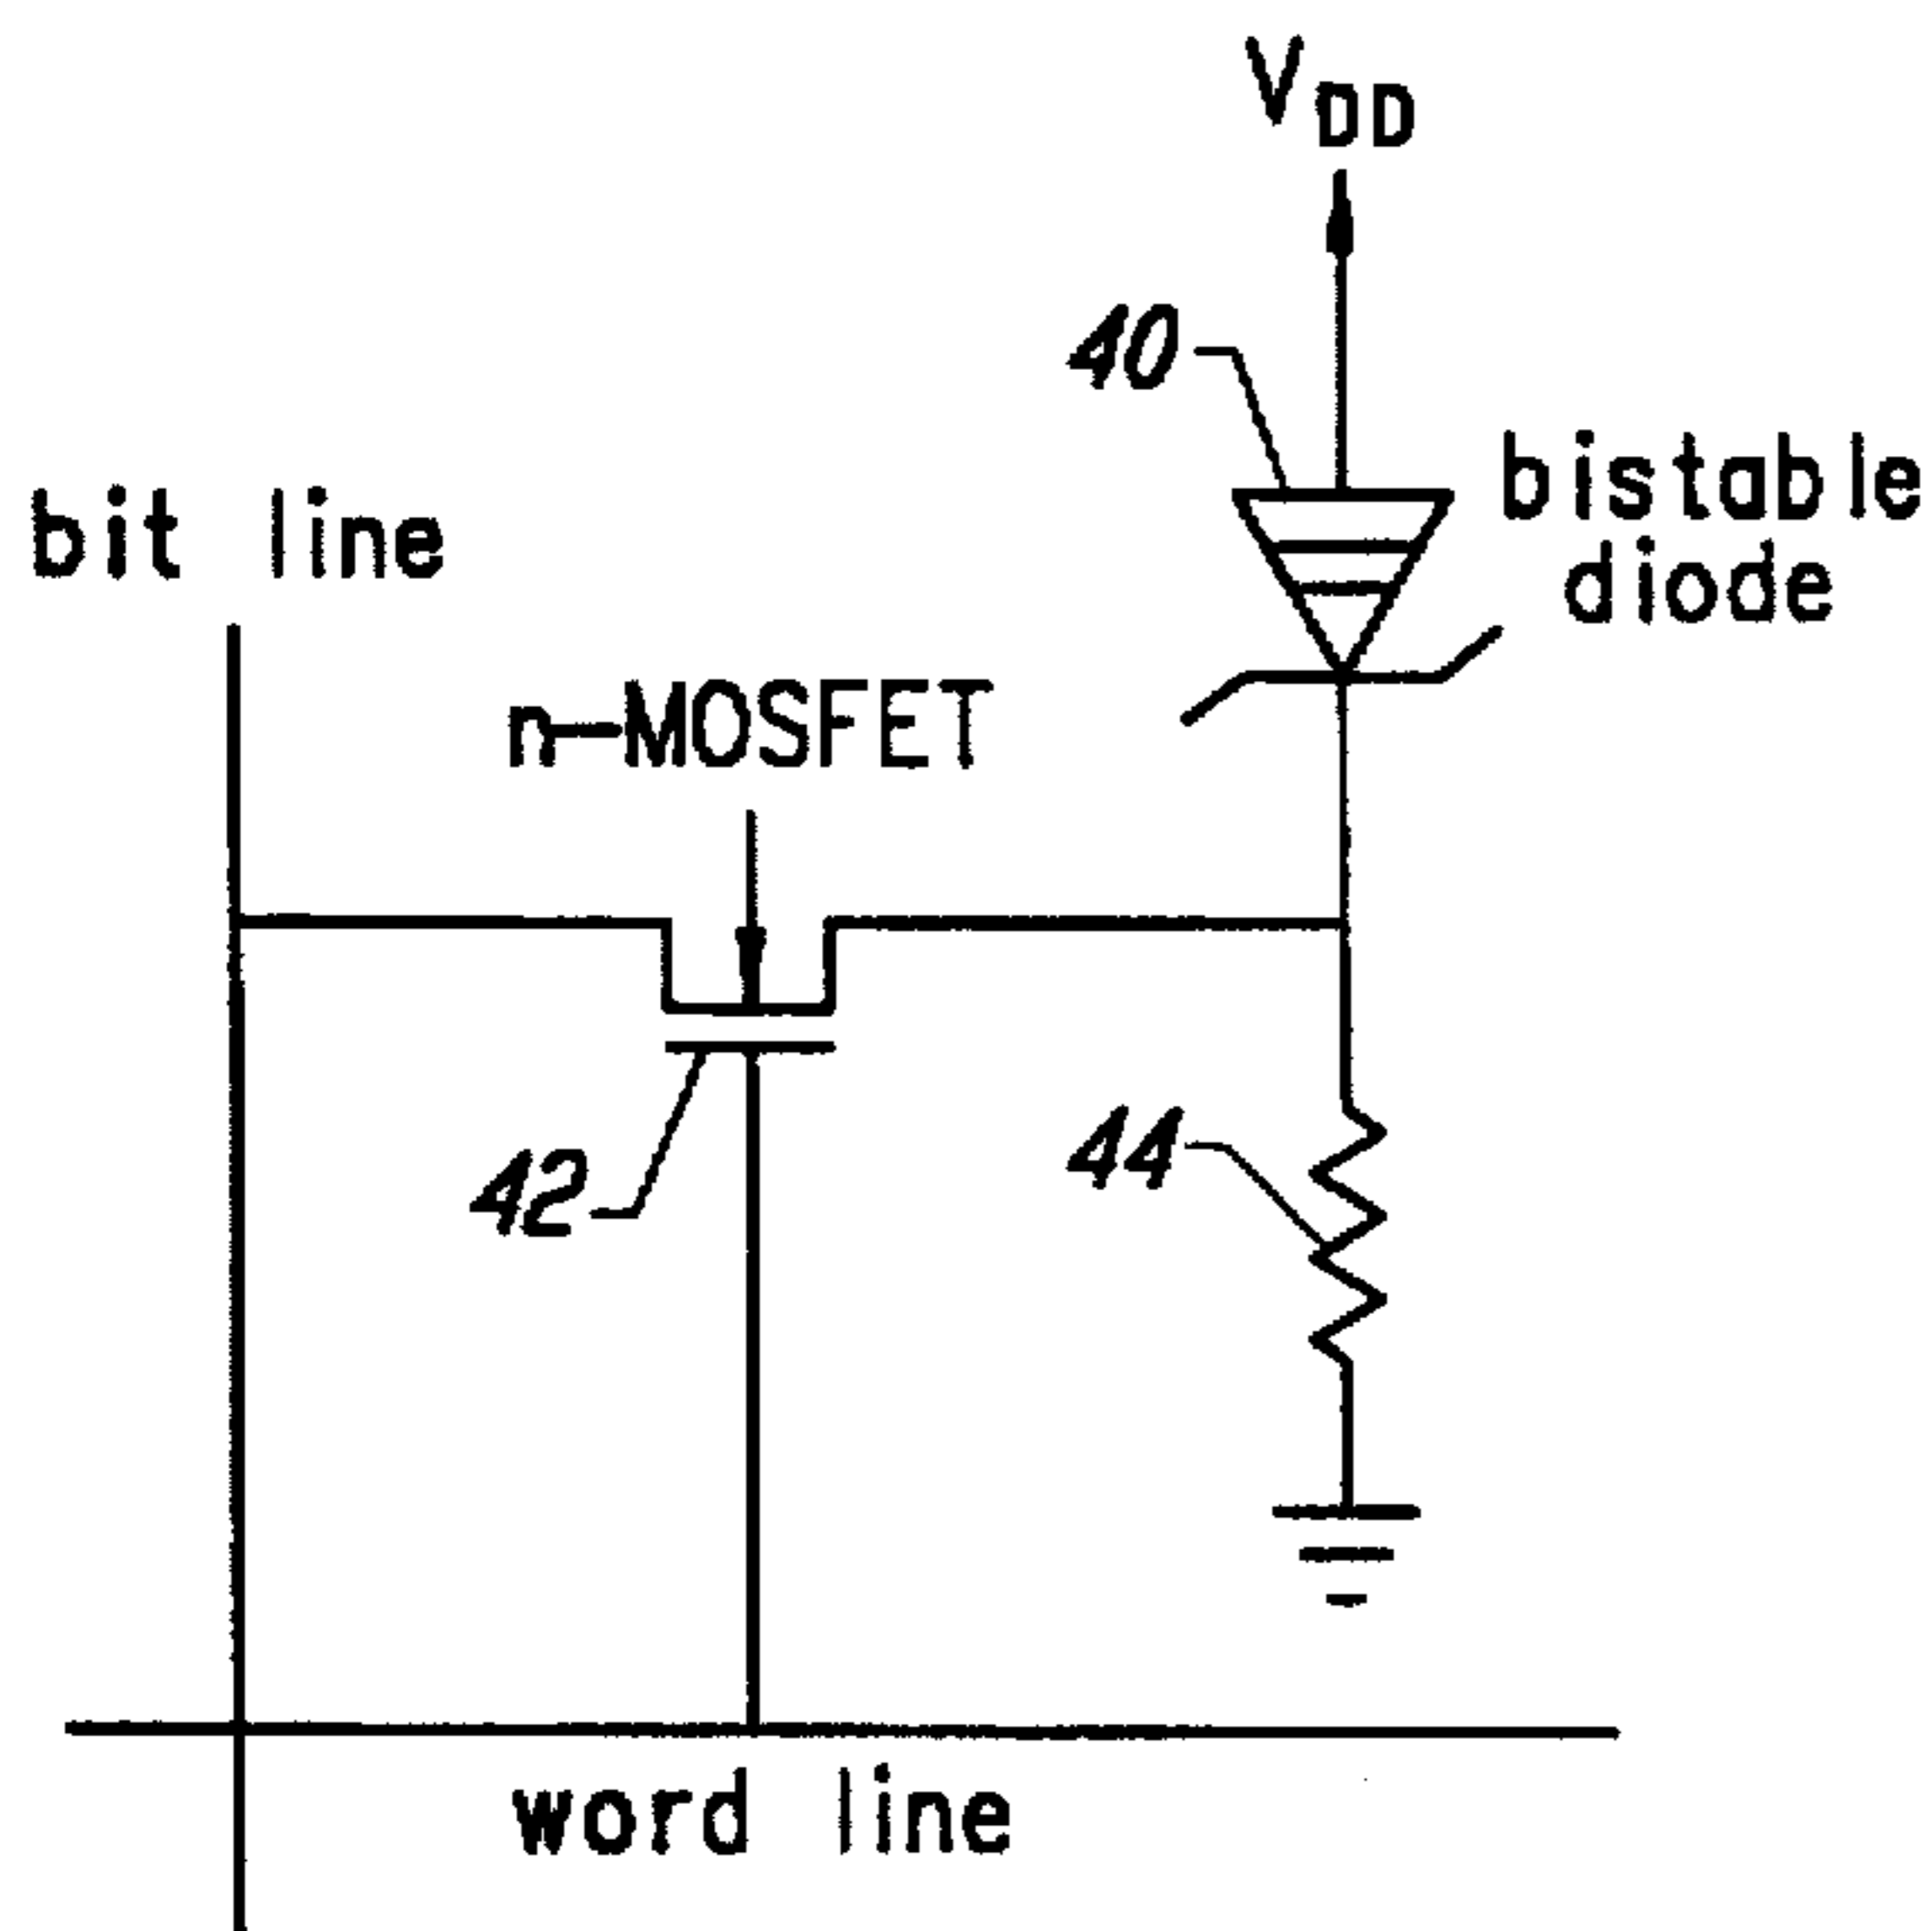 VDD
40
bistable
diode
bit line
n-MOSFET
42
44
word line